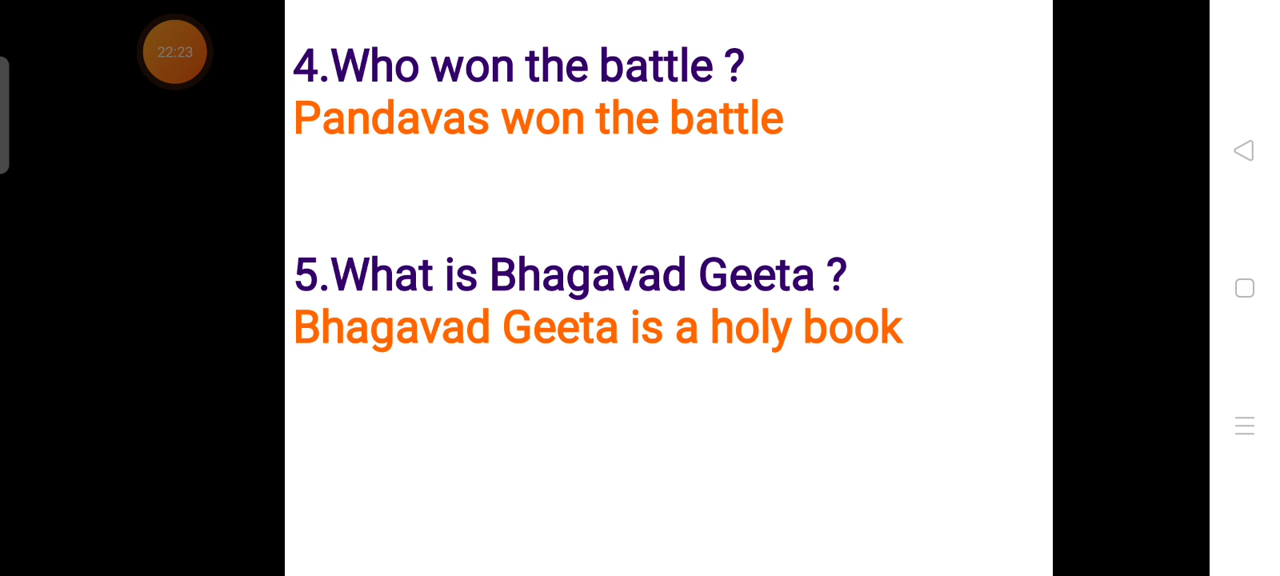 22:23
4.Who won the battle ?
Pandavas won the battle
5.What is Bhagavad Geeta ?
Bhagavad Geeta is a holy book